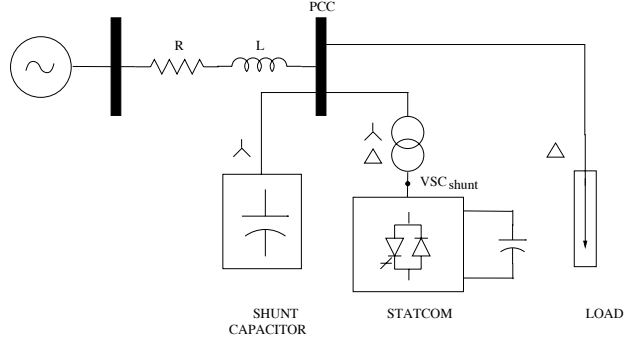 PCC
R
L
VSC shunt
SHUNT
CAPACITOR
STATCOM
LOAD